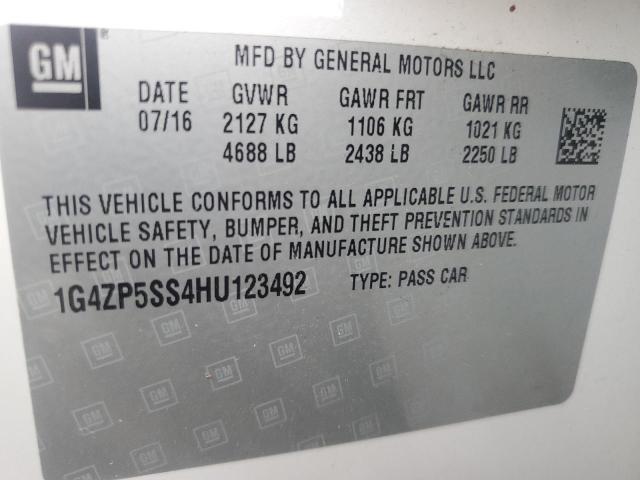 GM
MFD BY GENERAL MOTORS LLC
DATE GVWR GAWR FRT GAWR RR
07/16 2127 KG 1106 KG 1021 KG
4688 LB 2438 LB 2250 LB
THIS VEHICLE CONFORMS TO ALL APPLICABLE U.S. FEDERAL MOTOR
VEHICLE SAFETY, BUMPER, AND THEFT PREVENTION STANDARDS IN
EFFECT ON THE DATE OF MANUFACTURE SHOWN ABOVE.
1G4ZP5SS4HU123492 TYPE: PASS CAR